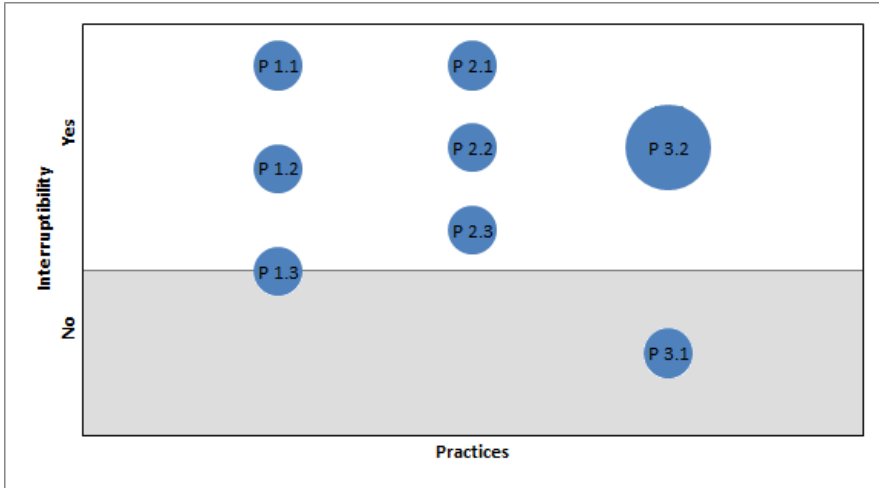 P 1.1
P 2.1
Yes
P 1.2
P 2.2
P 3.2
Interruptibility
P 2.3
P 1.3
No
P 3.1
Practices